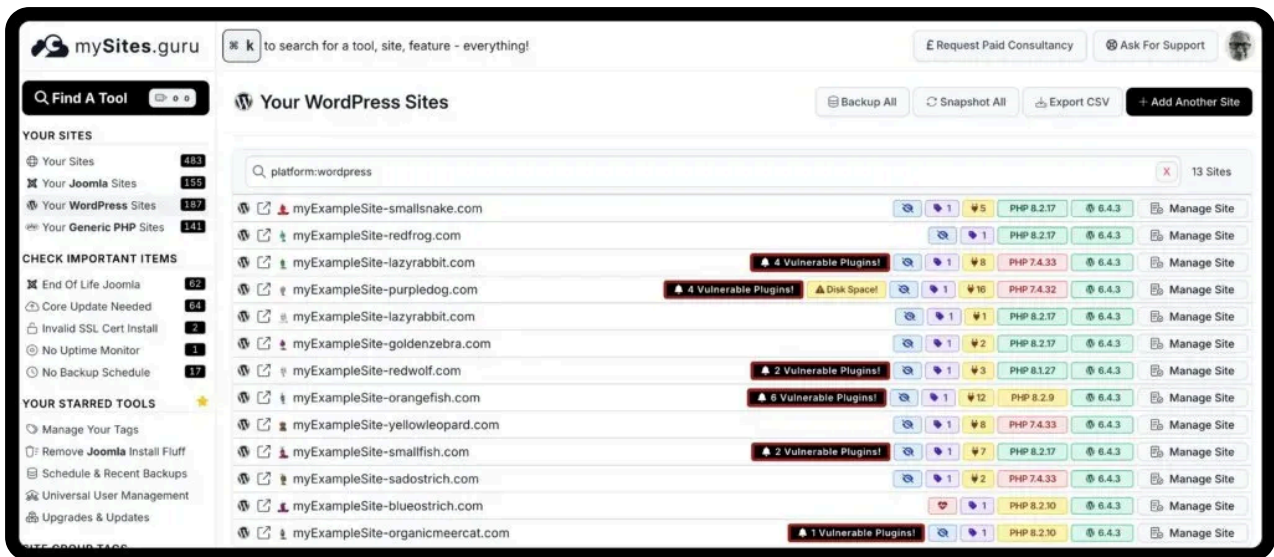 mySites.guru
⌘ k to search for a tool, site, feature - everything!
£ Request Paid Consultancy
Ask For Support
Find A Tool 0 0
YOUR SITES
Your Sites 483
Your Joomla Sites 155
Your WordPress Sites 187
Your Generic PHP Sites 141
CHECK IMPORTANT ITEMS
End Of Life Joomla 62
Core Update Needed 64
Invalid SSL Cert Install 2
No Uptime Monitor 1
No Backup Schedule 17
YOUR STARRED TOOLS
Manage Your Tags
Remove Joomla Install Fluff
Schedule & Recent Backups
Universal User Management
Upgrades & Updates
SITE GROUP TAGS
Your WordPress Sites
Backup All
Snapshot All
Export CSV
+ Add Another Site
platform:wordpress X 13 Sites
myExampleSite-smallsnake.com 1 5 PHP 8.2.17 6.4.3 Manage Site
myExampleSite-redfrog.com 1 PHP 8.2.17 6.4.3 Manage Site
myExampleSite-lazyrabbit.com 4 Vulnerable Plugins! 1 8 PHP 7.4.33 6.4.3 Manage Site
myExampleSite-purpledog.com 4 Vulnerable Plugins! Disk Space! 1 16 PHP 7.4.32 6.4.3 Manage Site
myExampleSite-lazyrabbit.com 1 1 PHP 8.2.17 6.4.3 Manage Site
myExampleSite-goldenzebra.com 1 2 PHP 8.2.17 6.4.3 Manage Site
myExampleSite-redwolf.com 2 Vulnerable Plugins! 1 3 PHP 8.1.27 6.4.3 Manage Site
myExampleSite-orangefish.com 6 Vulnerable Plugins! 1 12 PHP 8.2.9 6.4.3 Manage Site
myExampleSite-yellowleopard.com 1 8 PHP 7.4.33 6.4.3 Manage Site
myExampleSite-smallfish.com 2 Vulnerable Plugins! 1 7 PHP 8.2.17 6.4.3 Manage Site
myExampleSite-sadostrich.com 1 2 PHP 7.4.33 6.4.3 Manage Site
myExampleSite-blueostrich.com 1 PHP 8.2.10 6.4.3 Manage Site
myExampleSite-organicmeercat.com 1 Vulnerable Plugins! 1 PHP 8.2.10 6.4.3 Manage Site